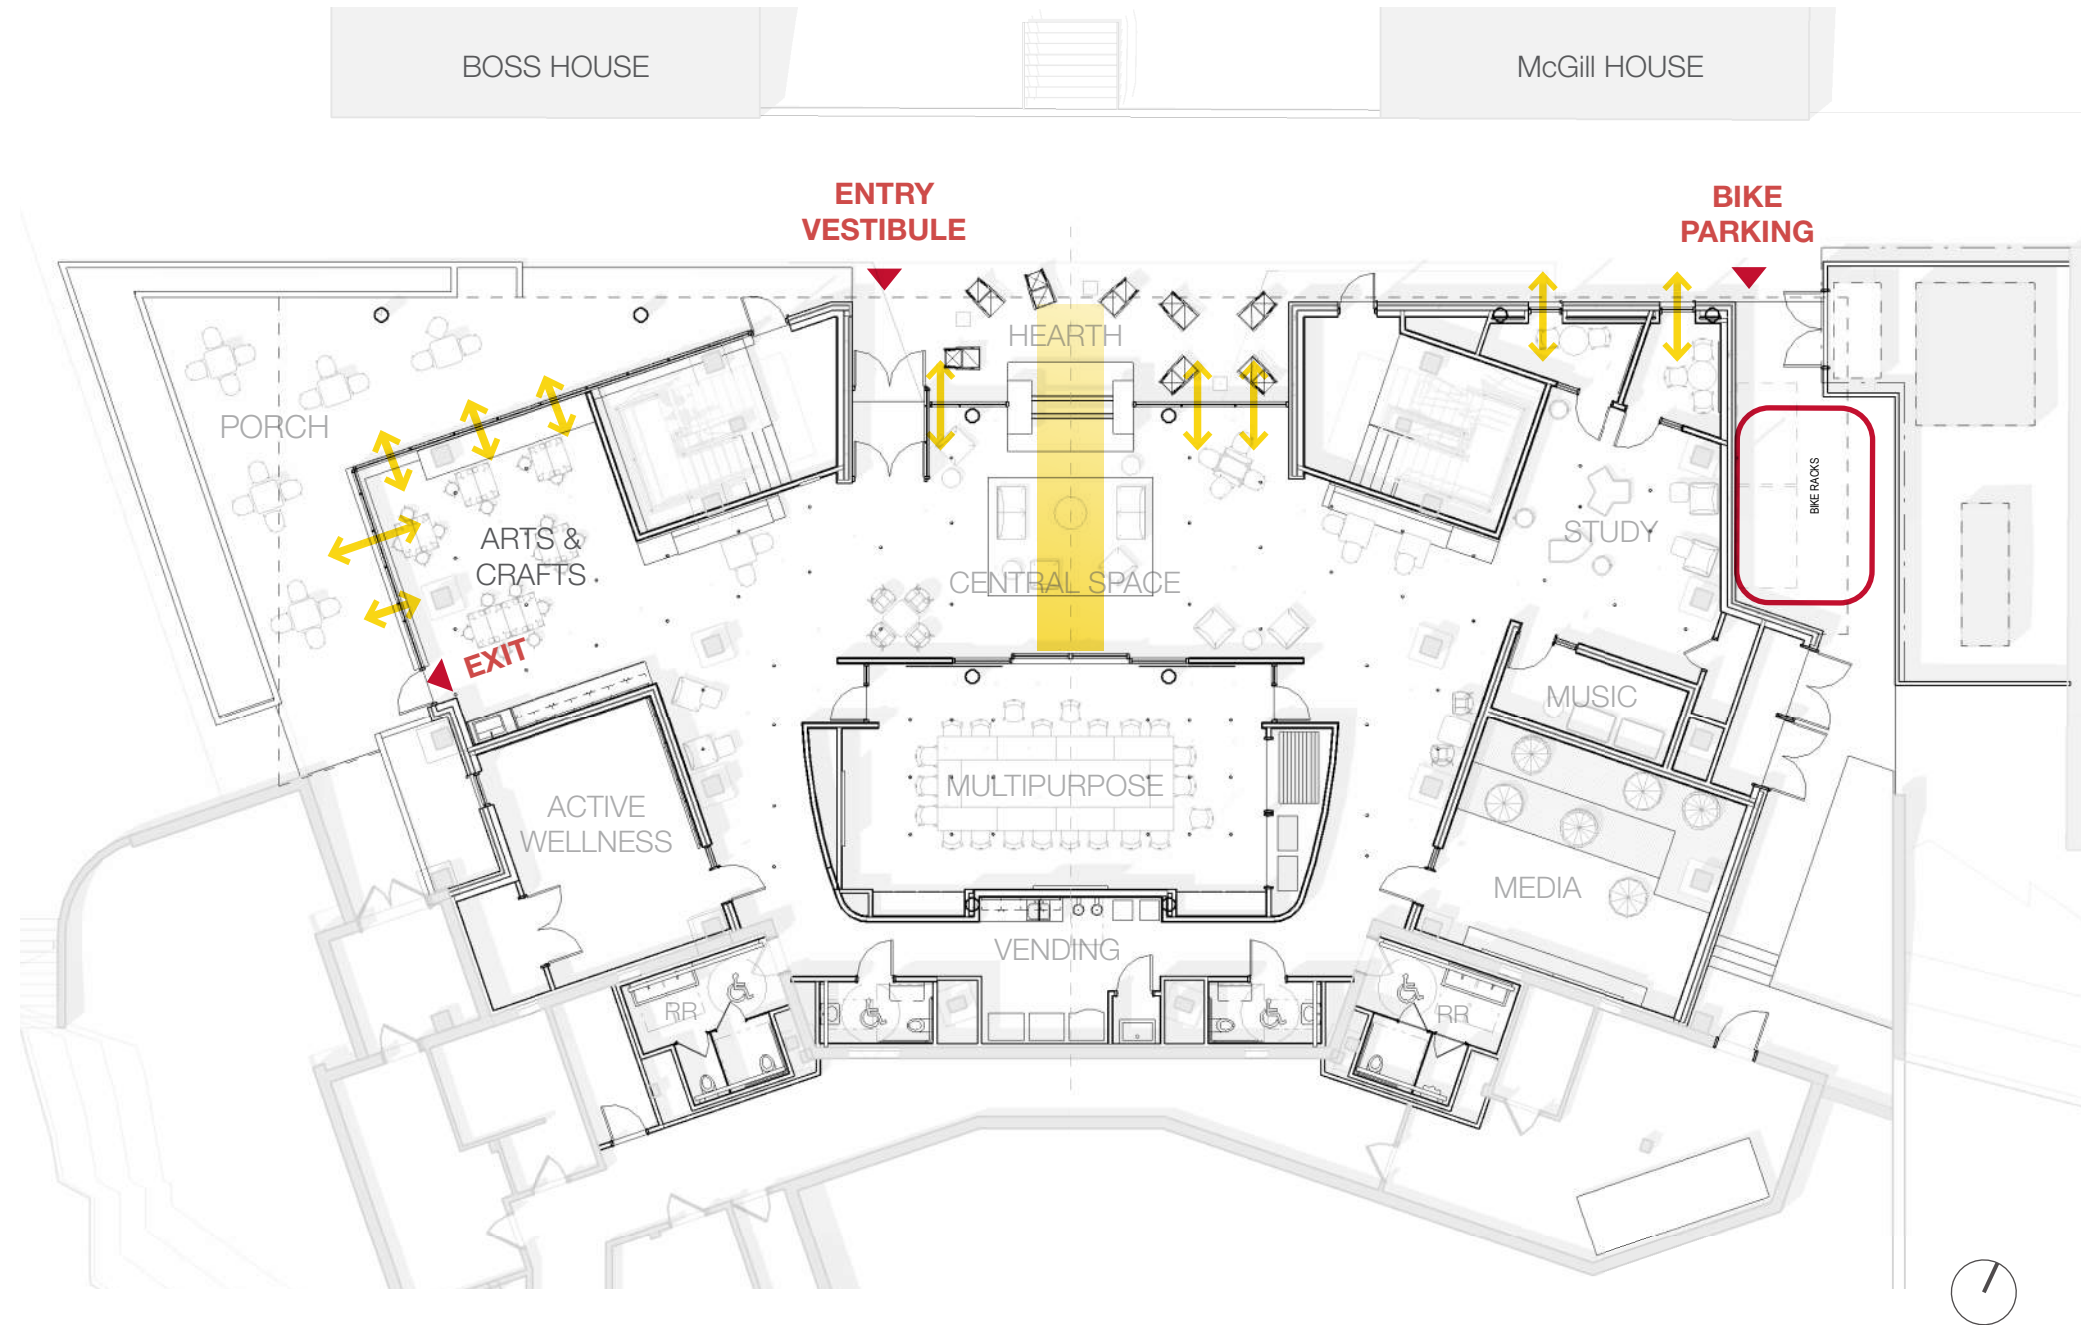 BOSS HOUSE
McGill HOUSE
ENTRY
VESTIBULE
BIKE
PARKING
HEARTH
PORCH
BIKE RACKS
ARTS &
CRAFTS
STUDY
CENTRAL SPACE
EXIT
MUSIC
MULTIPURPOSE
ACTIVE
WELLNESS
MEDIA
VENDING
RR
RR